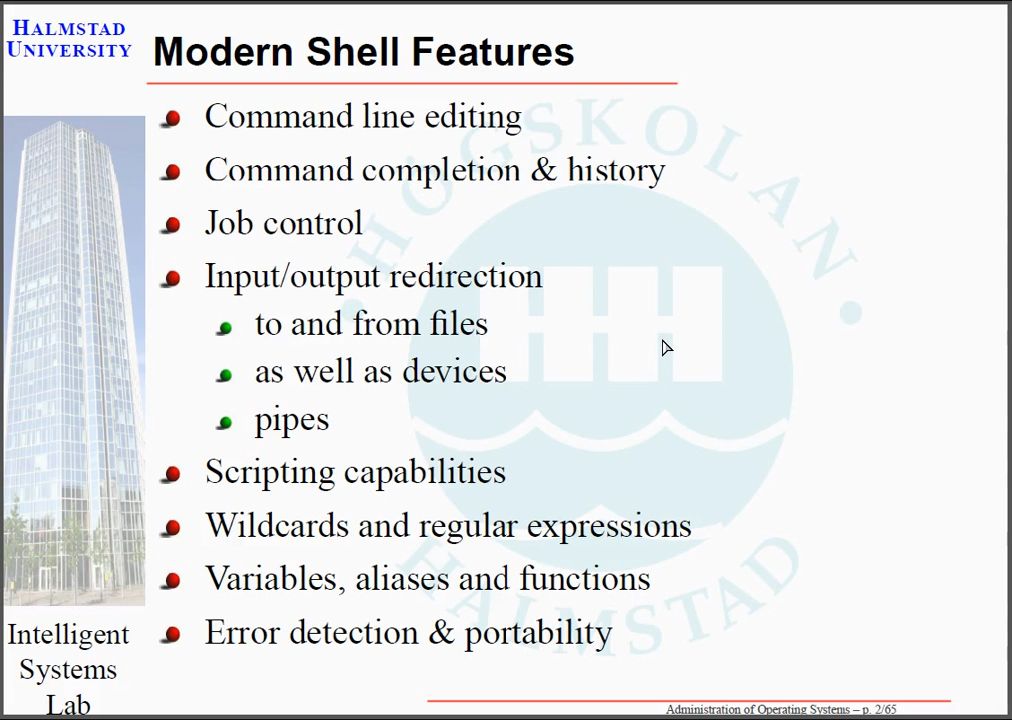 HALMSTAD
UNIVERSITY
Modern Shell Features
Command line editing
Command completion & history
Job control
Input/output redirection
to and from files
as well as devices
pipes
Scripting capabilities
Wildcards and regular expressions
Variables, aliases and functions
Error detection & portability
Intelligent
Systems
Lab
HÖGSKOLAN
HALMSTAD
Administration of Operating Systems – p. 2/65